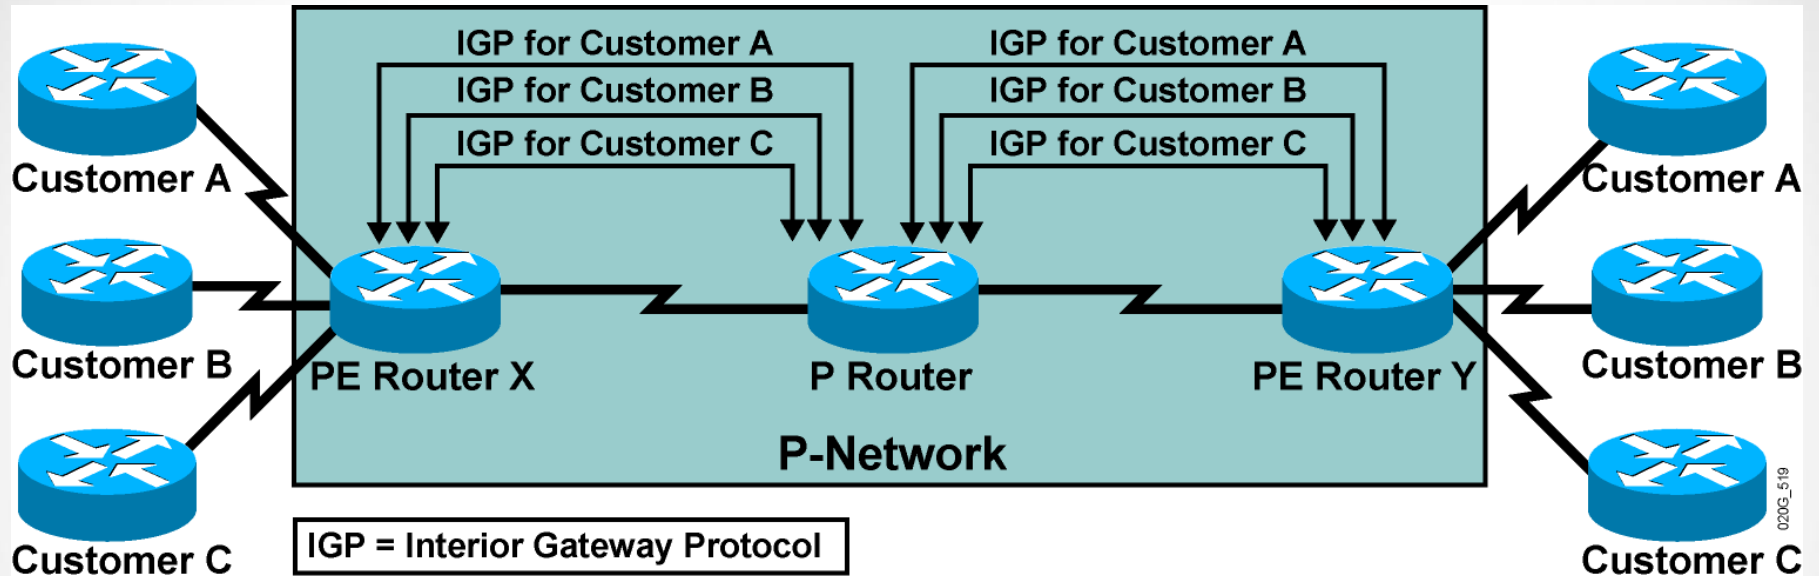 IGP for Customer A
IGP for Customer A
IGP for Customer B
IGP for Customer B
IGP for Customer C
IGP for Customer C
Customer A
Customer A
Customer B
PE Router X
P Router
PE Router Y
Customer B
P-Network
020G_519
IGP = Interior Gateway Protocol
Customer C
Customer C